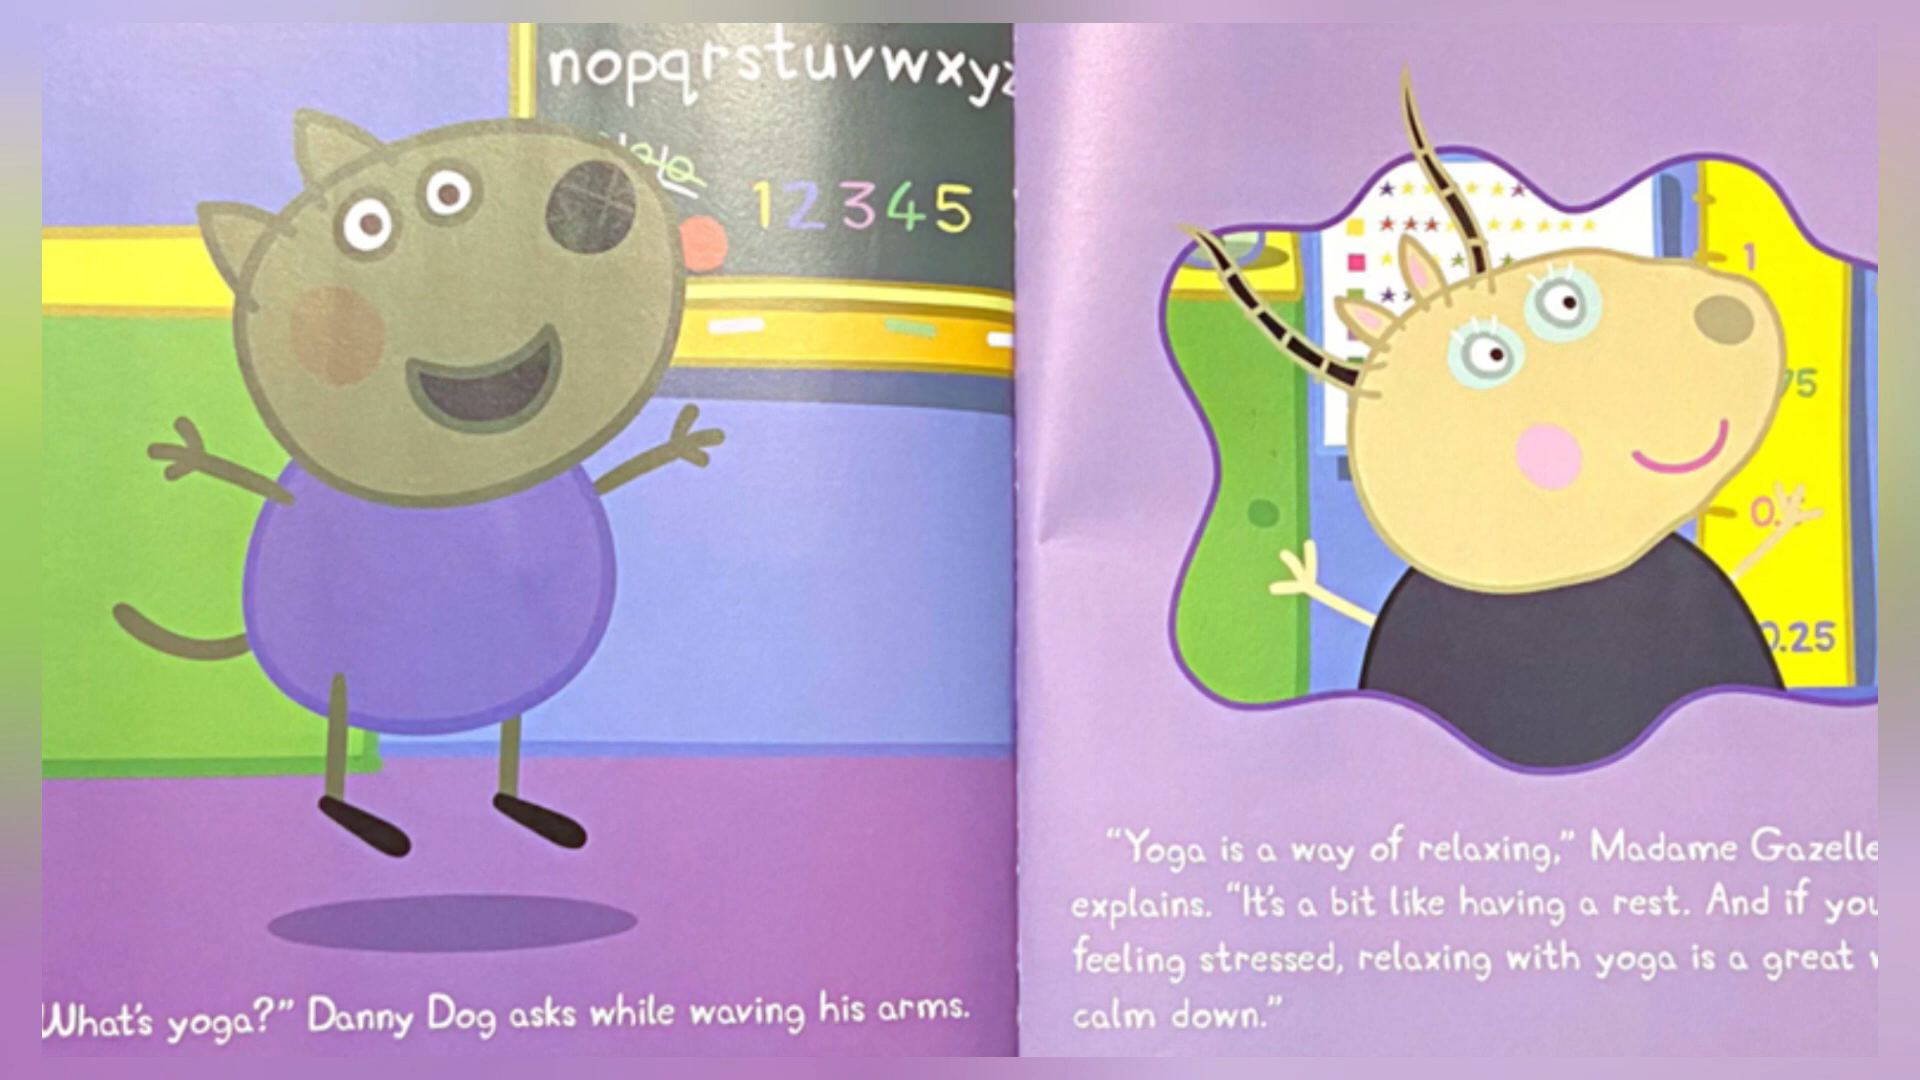 nopqrstuvwxyz
12345
What's yoga?" Danny Dog asks while waving his arms.
1
75
0.
0.25
"Yoga is a way of relaxing," Madame Gazelle
explains. "It's a bit like having a rest. And if you
feeling stressed, relaxing with yoga is a great
calm down."